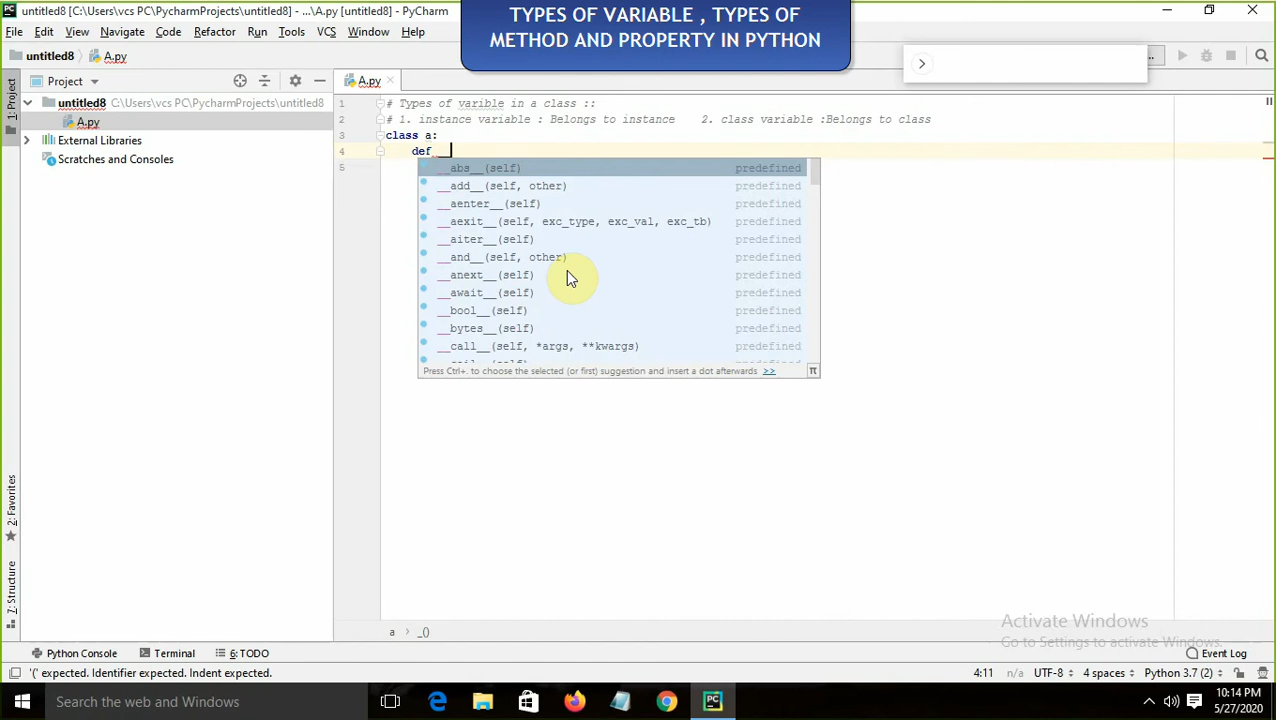 untitled8 [C:\Users\vcs PC\PycharmProjects\untitled8] - ...\A.py [untitled8] - PyCharm
TYPES OF VARIABLE , TYPES OF
METHOD AND PROPERTY IN PYTHON
File Edit View Navigate Code Refactor Run Tools VCS Window Help
untitled8 A.py
Project
A.py
1: Project
untitled8 C:\Users\vcs PC\PycharmProjects\untitled8
A.py
External Libraries
Scratches and Consoles
1 # Types of varible in a class ::
2 # 1. instance variable : Belongs to instance 2. class variable :Belongs to class
3 class a:
4 def __
5
__abs__(self) predefined
__add__(self, other) predefined
__aenter__(self) predefined
__aexit__(self, exc_type, exc_val, exc_tb) predefined
__aiter__(self) predefined
__and__(self, other) predefined
__anext__(self) predefined
__await__(self) predefined
__bool__(self) predefined
__bytes__(self) predefined
__call__(self, *args, **kwargs) predefined
Press Ctrl+. to choose the selected (or first) suggestion and insert a dot afterwards >> π
2: Favorites
7: Structure
Activate Windows
Go to Settings to activate Windows.
a › _()
Python Console Terminal 6: TODO Event Log
'(' expected. Identifier expected. Indent expected. 4:11 n/a UTF-8 4 spaces Python 3.7 (2)
Search the web and Windows
10:14 PM
5/27/2020